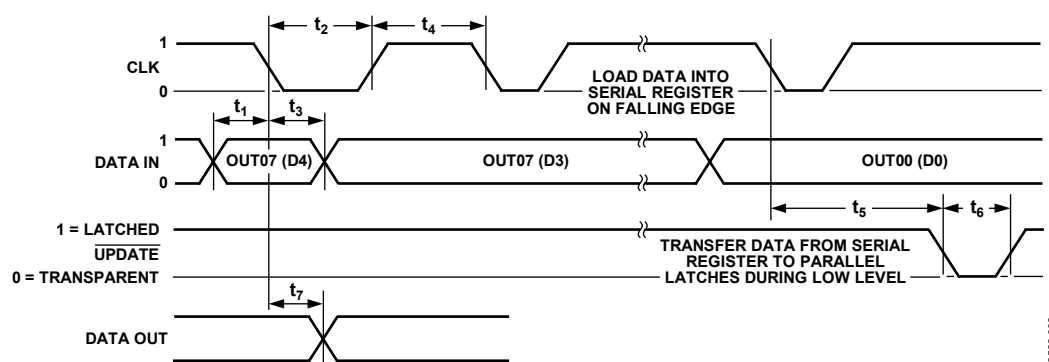 t2
t4
1
CLK
0
LOAD DATA INTO
SERIAL REGISTER
ON FALLING EDGE
t1
t3
1
DATA IN
0
OUT07 (D4)
OUT07 (D3)
OUT00 (D0)
t5
t6
1 = LATCHED
UPDATE
0 = TRANSPARENT
TRANSFER DATA FROM SERIAL
REGISTER TO PARALLEL
LATCHES DURING LOW LEVEL
t7
DATA OUT